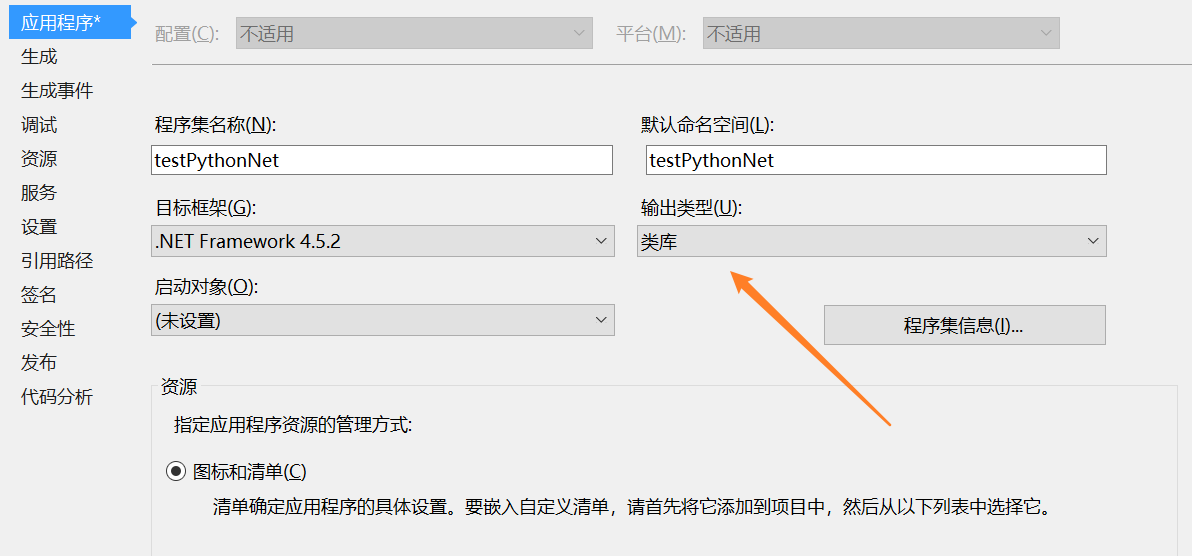 应用程序*
生成
生成事件
调试
资源
服务
设置
引用路径
签名
安全性
发布
代码分析
配置(C): 不适用 平台(M): 不适用
程序集名称(N): 默认命名空间(L):
testPythonNet testPythonNet
目标框架(G): 输出类型(U):
.NET Framework 4.5.2 类库
启动对象(O):
(未设置) 程序集信息(I)...
资源
指定应用程序资源的管理方式:
图标和清单(C)
清单确定应用程序的具体设置。要嵌入自定义清单，请首先将它添加到项目中，然后从以下列表中选择它。